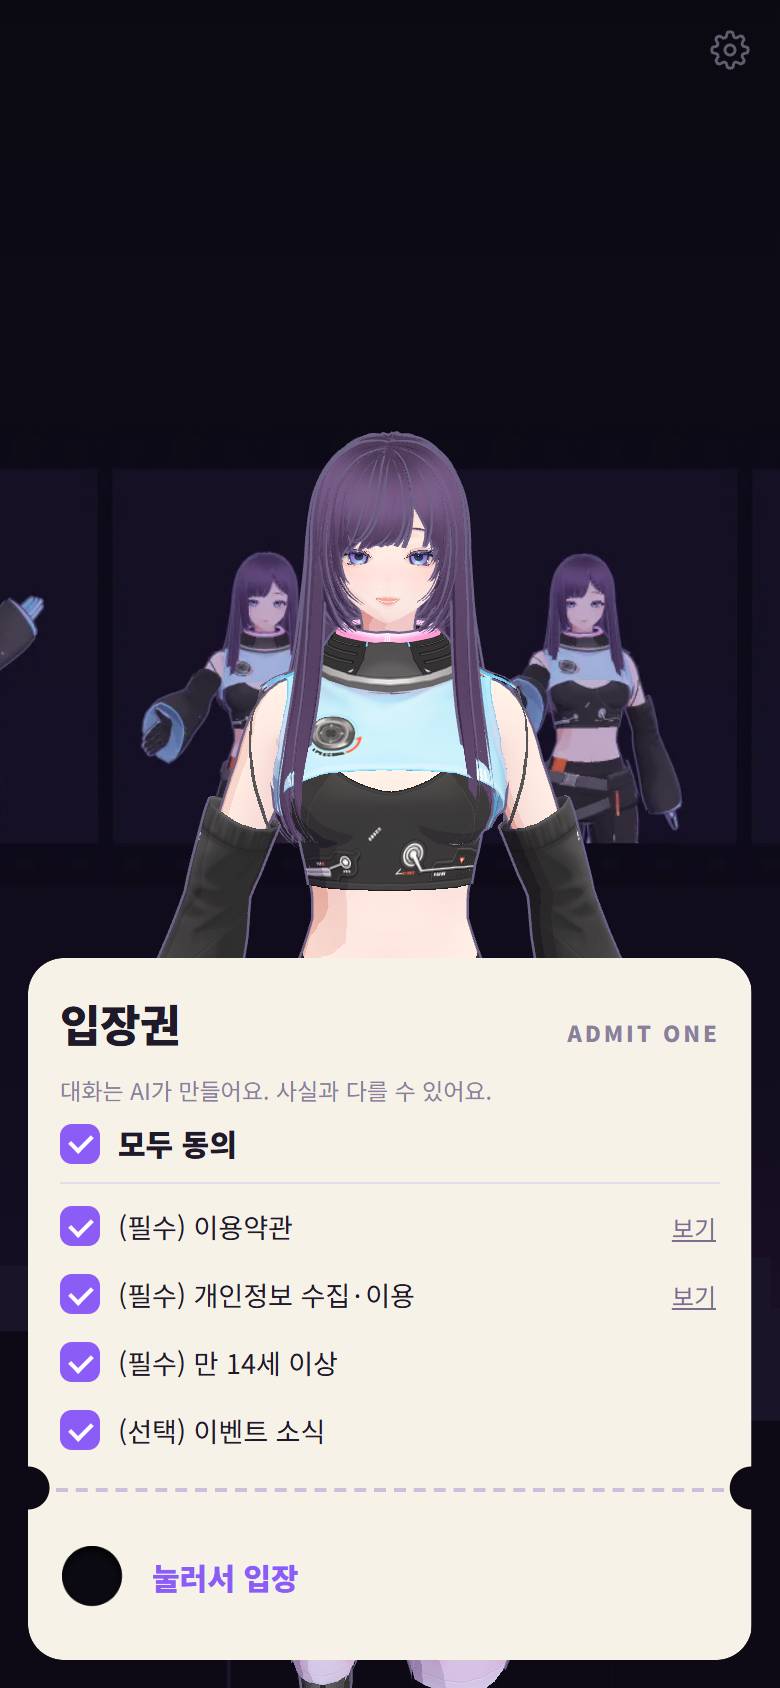 입장권
ADMIT ONE
대화는 AI가 만들어요. 사실과 다를 수 있어요.
모두 동의
(필수) 이용약관 보기
(필수) 개인정보 수집·이용 보기
(필수) 만 14세 이상
(선택) 이벤트 소식
눌러서 입장